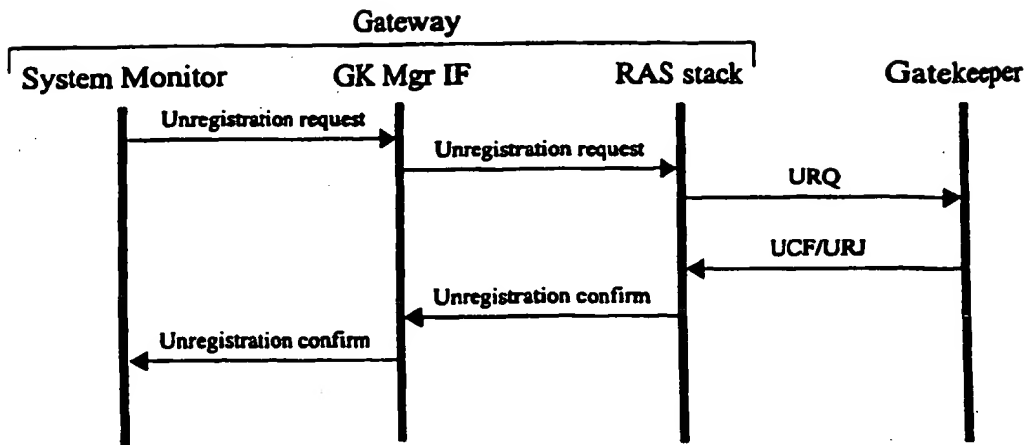 Gateway
System Monitor
GK Mgr IF
RAS stack
Gatekeeper
Unregistration request
Unregistration request
URQ
UCF/URJ
Unregistration confirm
Unregistration confirm